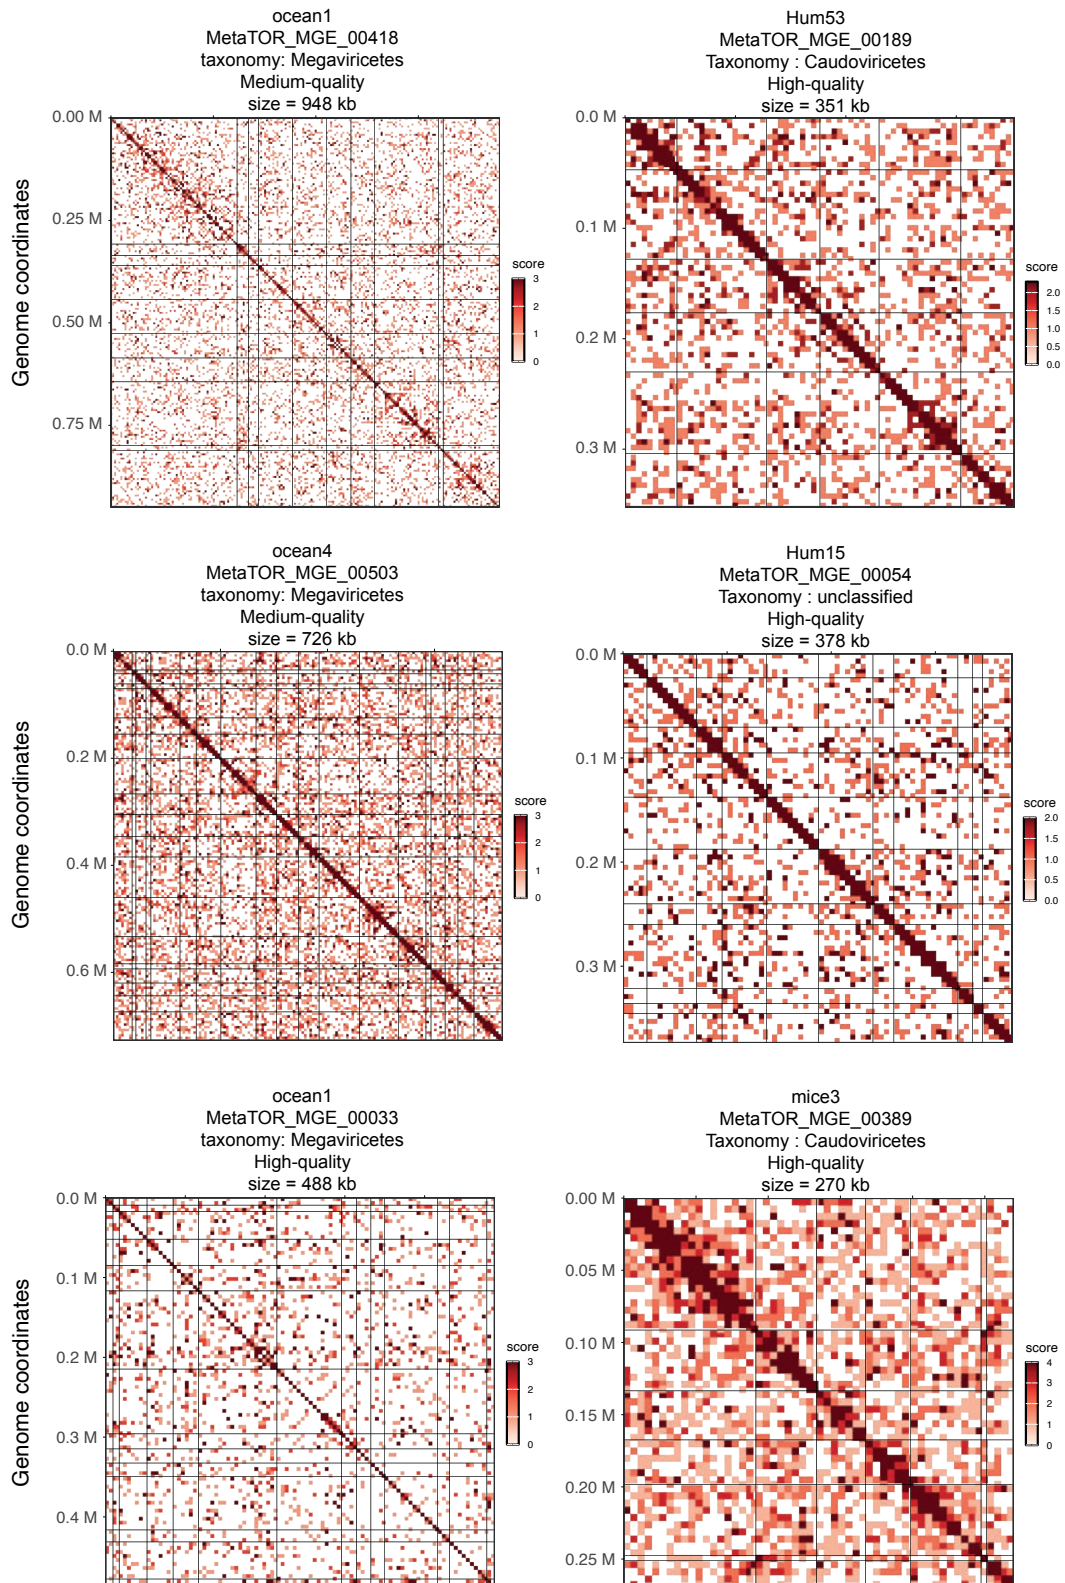 ocean1
MetaTOR_MGE_00418
taxonomy: Megaviricetes
Medium-quality
size = 948 kb
0.00 M
0.25 M
0.50 M
0.75 M
Genome coordinates
score
3
2
1
0
Hum53
MetaTOR_MGE_00189
Taxonomy : Caudoviricetes
High-quality
size = 351 kb
0.0 M
0.1 M
0.2 M
0.3 M
score
2.0
1.5
1.0
0.5
0.0
ocean4
MetaTOR_MGE_00503
taxonomy: Megaviricetes
Medium-quality
size = 726 kb
0.0 M
0.2 M
0.4 M
0.6 M
Genome coordinates
score
3
2
1
0
Hum15
MetaTOR_MGE_00054
Taxonomy : unclassified
High-quality
size = 378 kb
0.0 M
0.1 M
0.2 M
0.3 M
score
2.0
1.5
1.0
0.5
0.0
ocean1
MetaTOR_MGE_00033
taxonomy: Megaviricetes
High-quality
size = 488 kb
0.0 M
0.1 M
0.2 M
0.3 M
0.4 M
Genome coordinates
score
3
2
1
0
mice3
MetaTOR_MGE_00389
Taxonomy : Caudoviricetes
High-quality
size = 270 kb
0.00 M
0.05 M
0.10 M
0.15 M
0.20 M
0.25 M
score
4
3
2
1
0